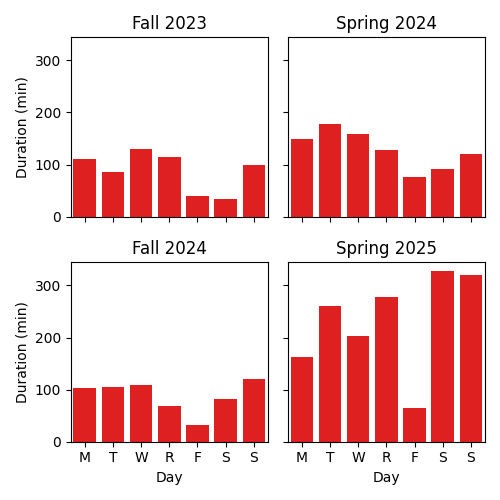 Fall 2023
Spring 2024
Duration (min)
300
200
100
0
Fall 2024
Spring 2025
Duration (min)
300
200
100
0
M T W R F S S
M T W R F S S
Day
Day